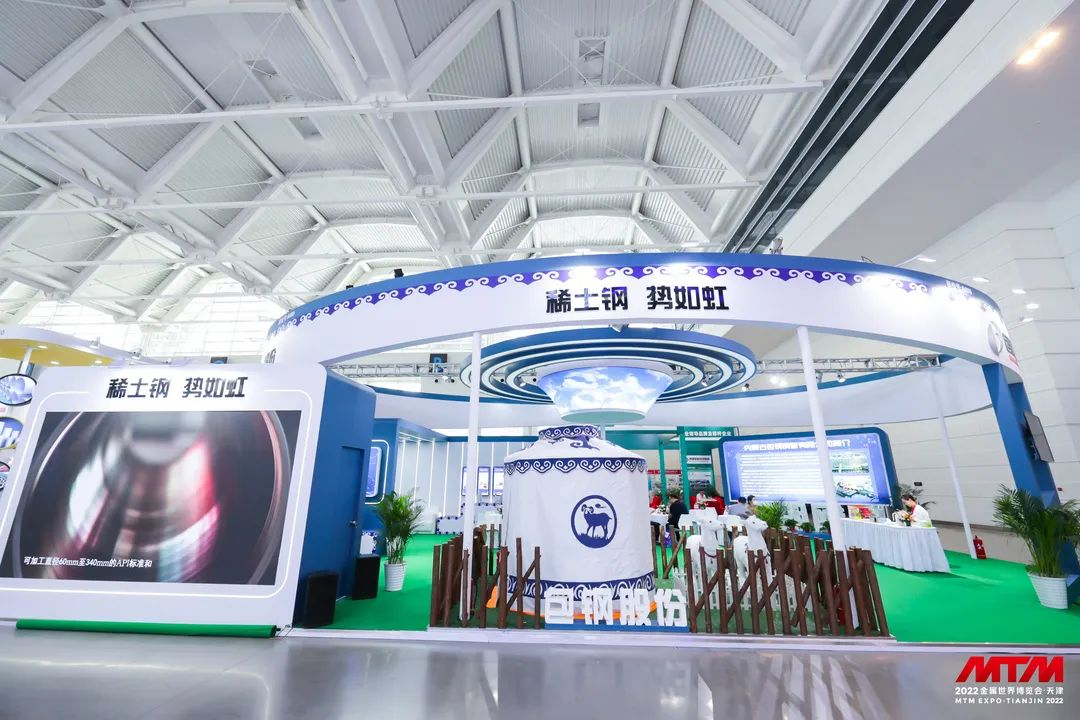 稀土钢 势如虹
稀土钢 势如虹
可加工直径60mm至340mm的API标准和
包钢股份
MTM
2022金属世界博览会·天津
MTM EXPO·TIANJIN 2022